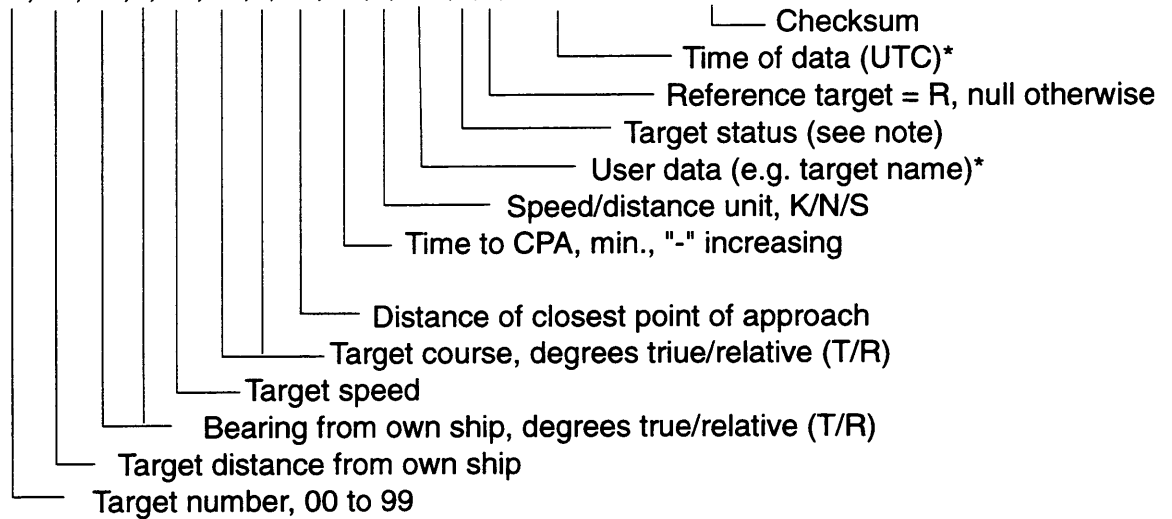 Checksum
Time of data (UTC)*
Reference target = R, null otherwise
Target status (see note)
User data (e.g. target name)*
Speed/distance unit, K/N/S
Time to CPA, min., "-" increasing
Distance of closest point of approach
Target course, degrees triue/relative (T/R)
Target speed
Bearing from own ship, degrees true/relative (T/R)
Target distance from own ship
Target number, 00 to 99